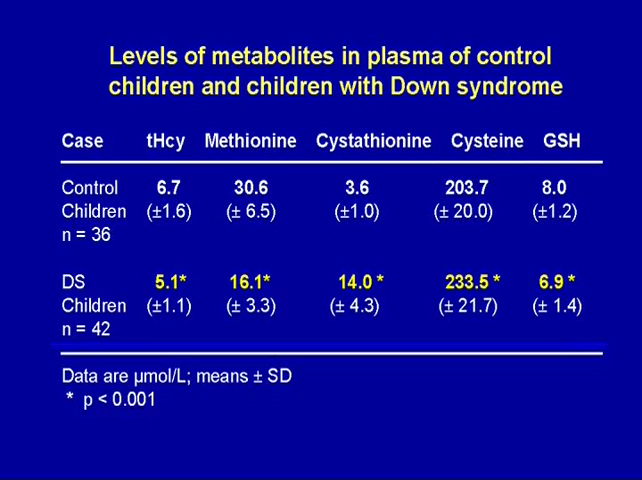 Levels of metabolites in plasma of control
children and children with Down syndrome
Case tHcy Methionine Cystathionine Cysteine GSH
Control 6.7 30.6 3.6 203.7 8.0
Children (±1.6) (± 6.5) (±1.0) (± 20.0) (±1.2)
n = 36
DS 5.1* 16.1* 14.0 * 233.5 * 6.9 *
Children (±1.1) (± 3.3) (± 4.3) (± 21.7) (± 1.4)
n = 42
Data are µmol/L; means ± SD
* p < 0.001